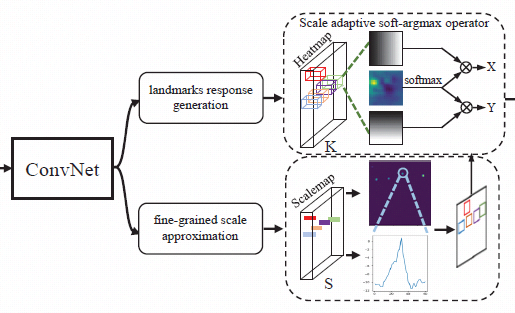 Scale adaptive soft-argmax operator
Heatmap
landmarks response
generation
softmax
X
Y
K
ConvNet
Scalemap
fine-grained scale
approximation
S